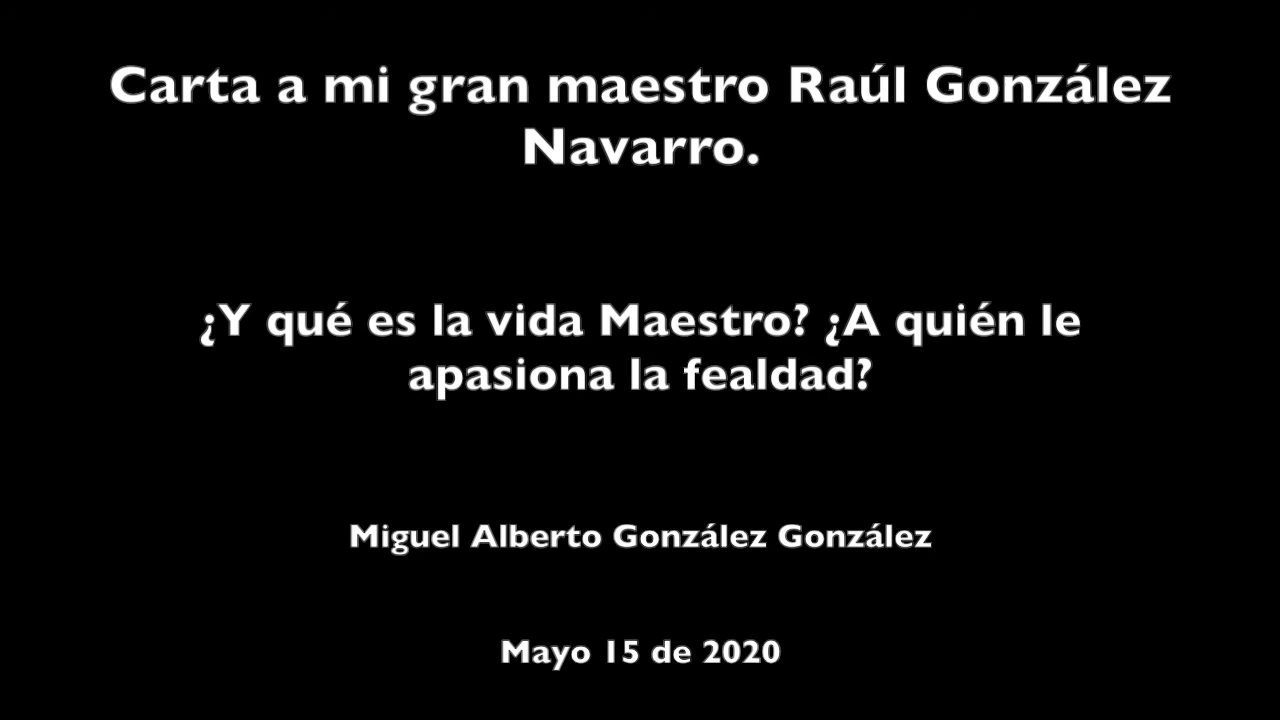 Carta a mi gran maestro Raúl González
Navarro.
¿Y qué es la vida Maestro? ¿A quién le
apasiona la fealdad?
Miguel Alberto González González
Mayo 15 de 2020